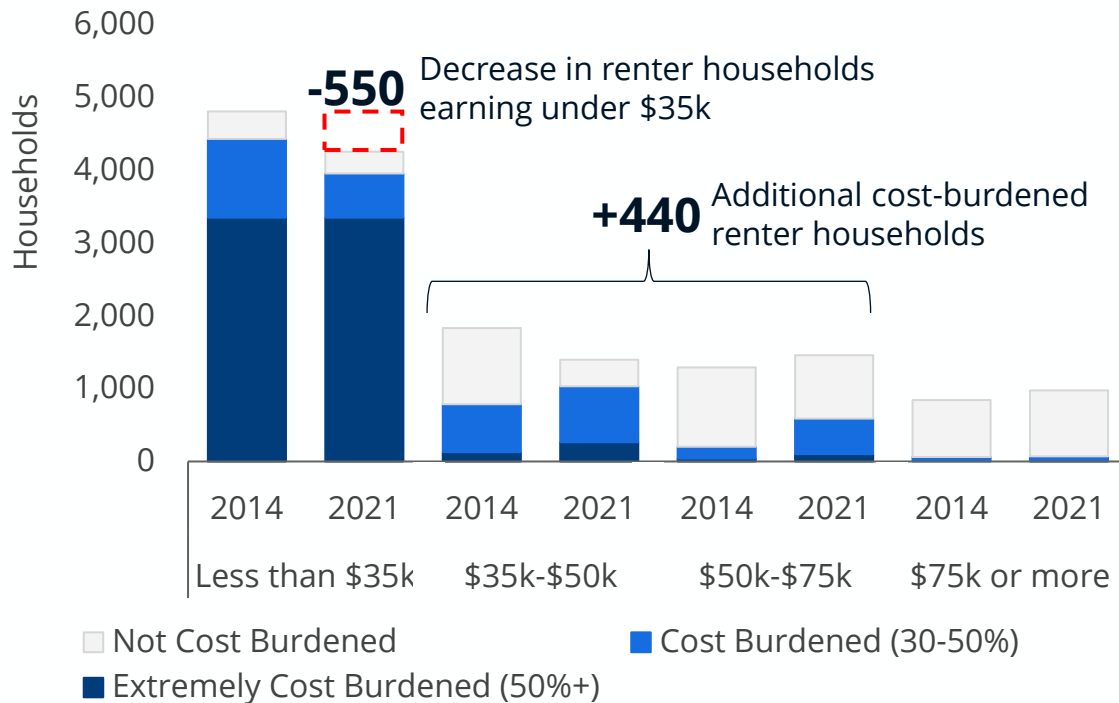 6,000
5,000
4,000
3,000
2,000
1,000
0
Households
-550
Decrease in renter households
earning under $35k
+440
Additional cost-burdened
renter households
2014 2021 2014 2021 2014 2021 2014 2021
Less than $35k $35k-$50k $50k-$75k $75k or more
Not Cost Burdened Cost Burdened (30-50%)
Extremely Cost Burdened (50%+)